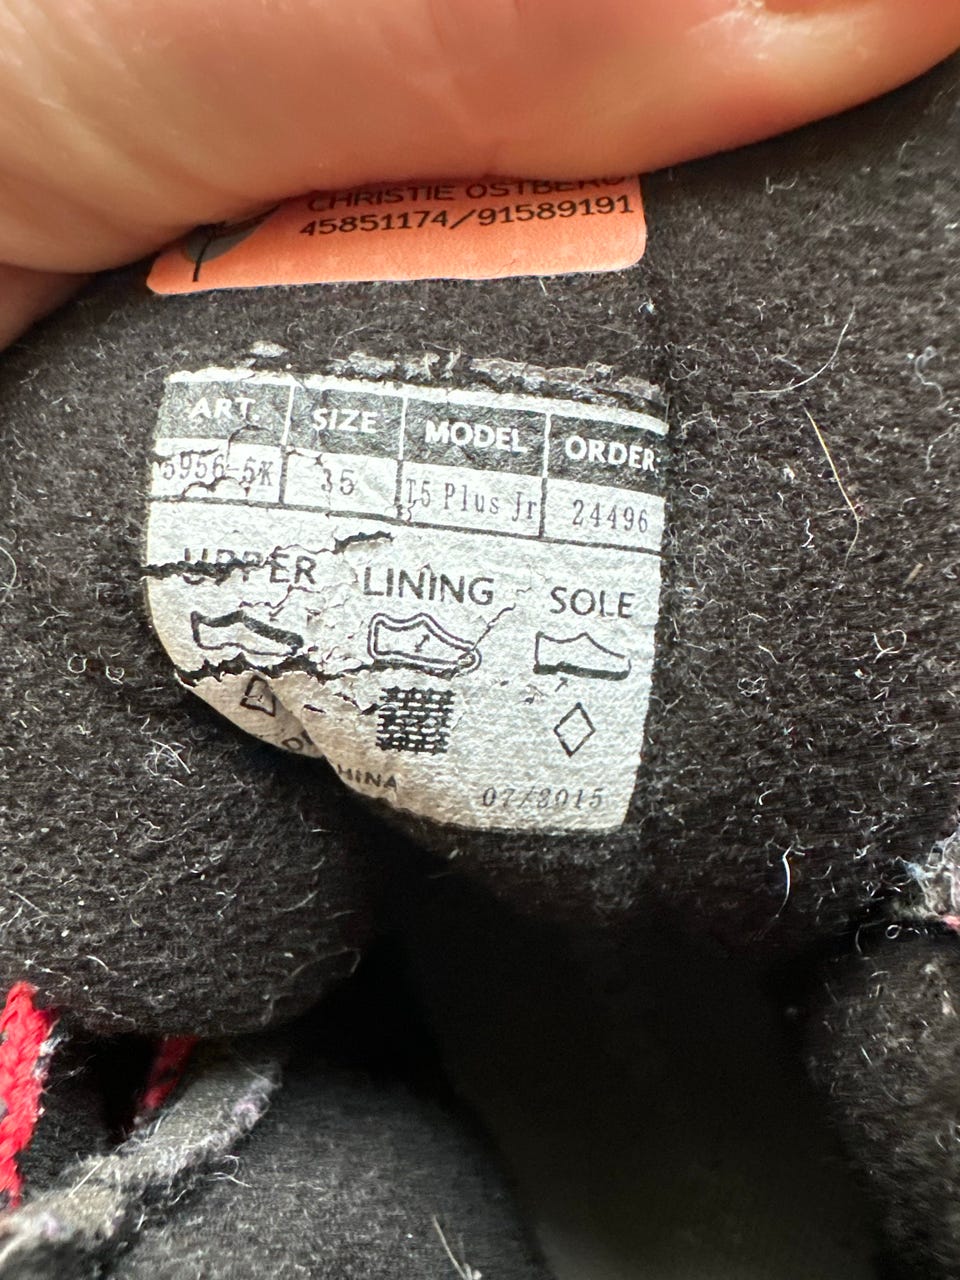 CHRISTIE OSTBERG
45851174/91589191
ART. SIZE MODEL ORDER:
5956-5K 35 T5 Plus Jr 24496
UPPER LINING SOLE
CHINA
07/2015